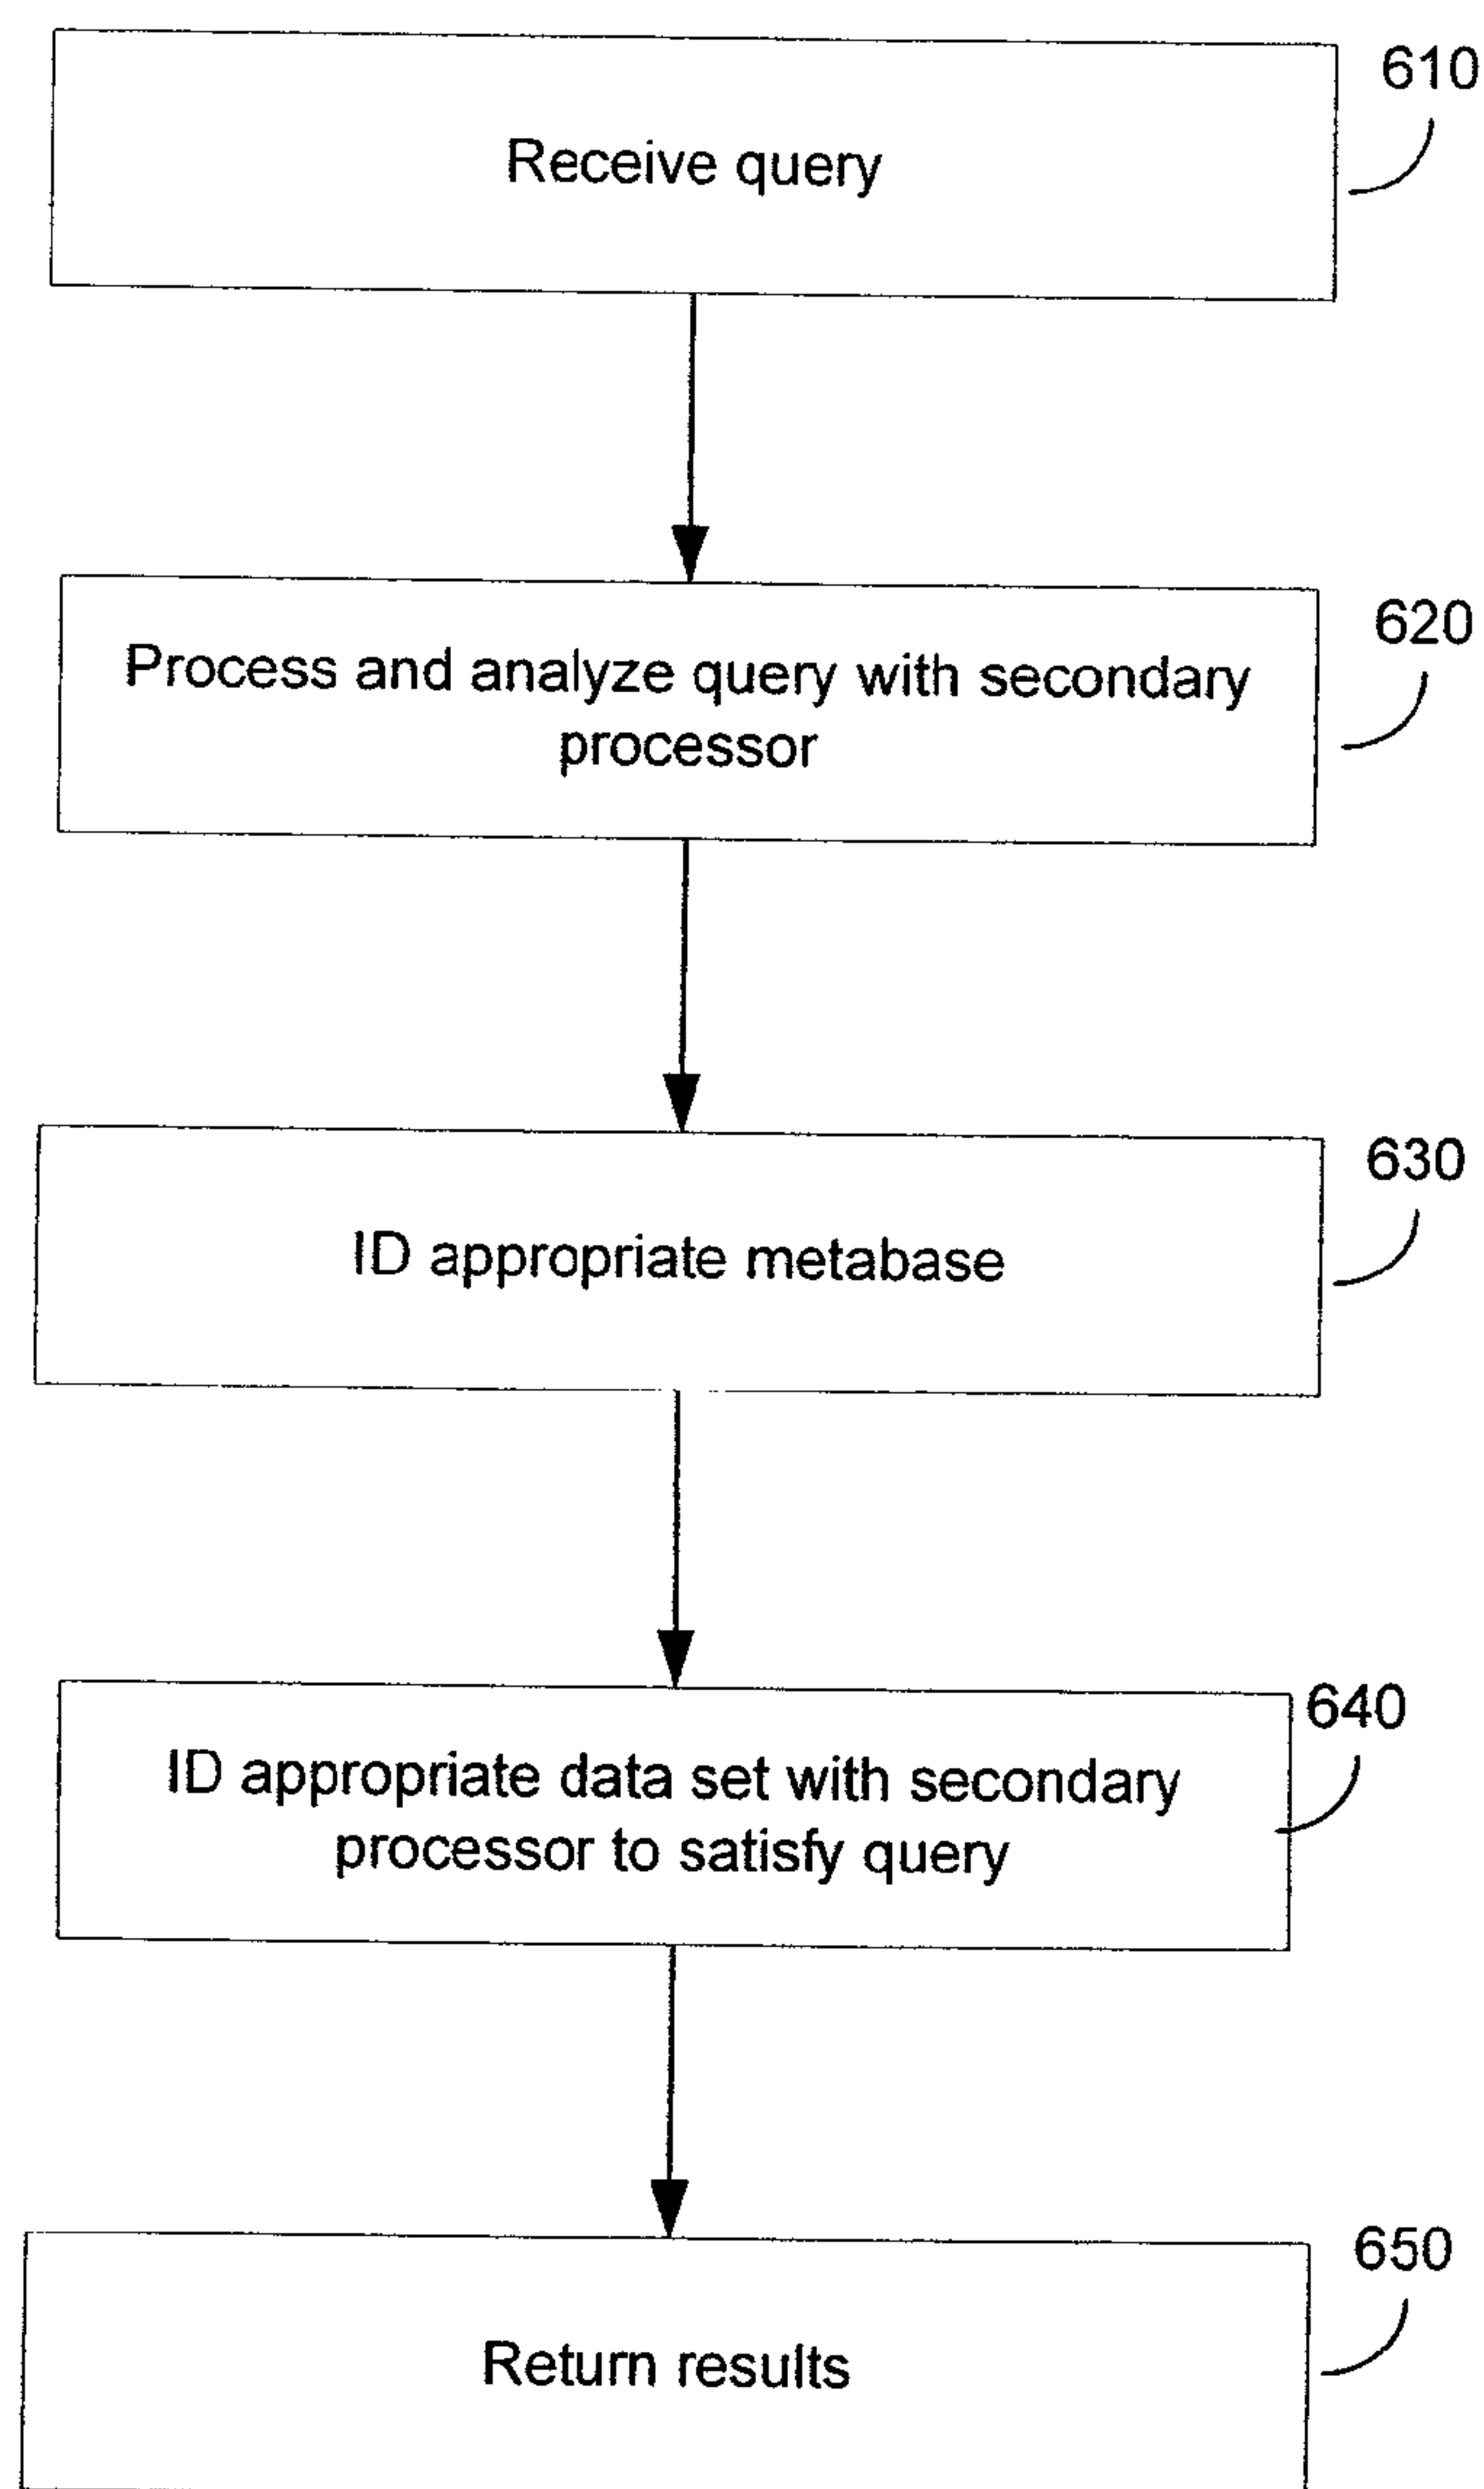 610
Receive query
620
Process and analyze query with secondary
processor
630
ID appropriate metabase
640
ID appropriate data set with secondary
processor to satisfy query
650
Return results